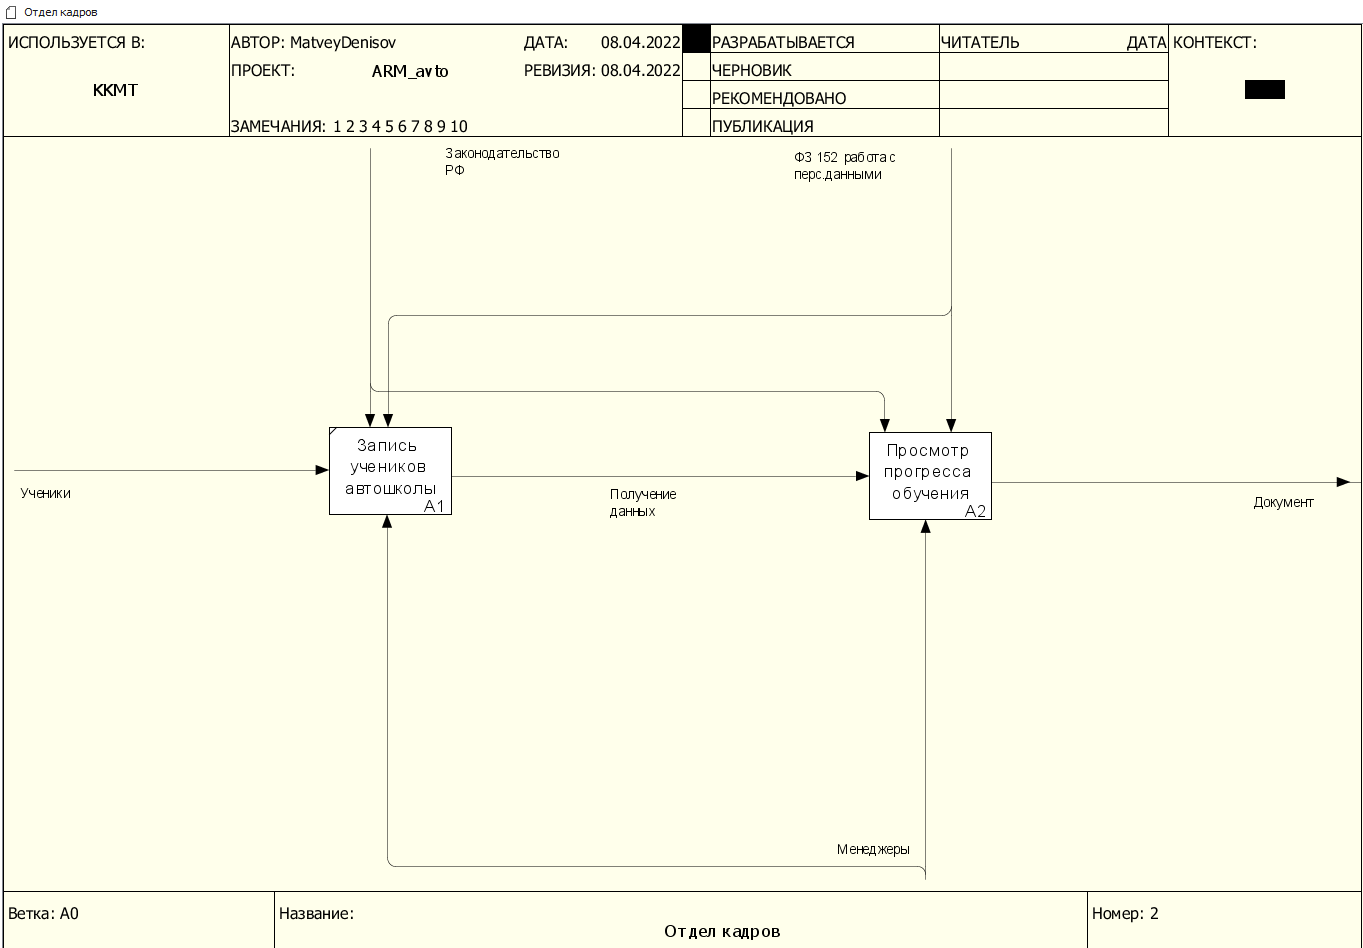 Отдел кадров
ИСПОЛЬЗУЕТСЯ В:
KKMT
АВТОР: MatveyDenisov
ДАТА: 08.04.2022
ПРОЕКТ: ARM_avto
РЕВИЗИЯ: 08.04.2022
ЗАМЕЧАНИЯ: 1 2 3 4 5 6 7 8 9 10
РАЗРАБАТЫВАЕТСЯ
ЧЕРНОВИК
РЕКОМЕНДОВАНО
ПУБЛИКАЦИЯ
ЧИТАТЕЛЬ
ДАТА
КОНТЕКСТ:
Законодательство
РФ
ФЗ 152 работа с
перс.данными
Запись
учеников
автошколы
A1
Просмотр
прогресса
обучения
A2
Ученики
Получение
данных
Документ
Менеджеры
Ветка: A0
Название:
Отдел кадров
Номер: 2